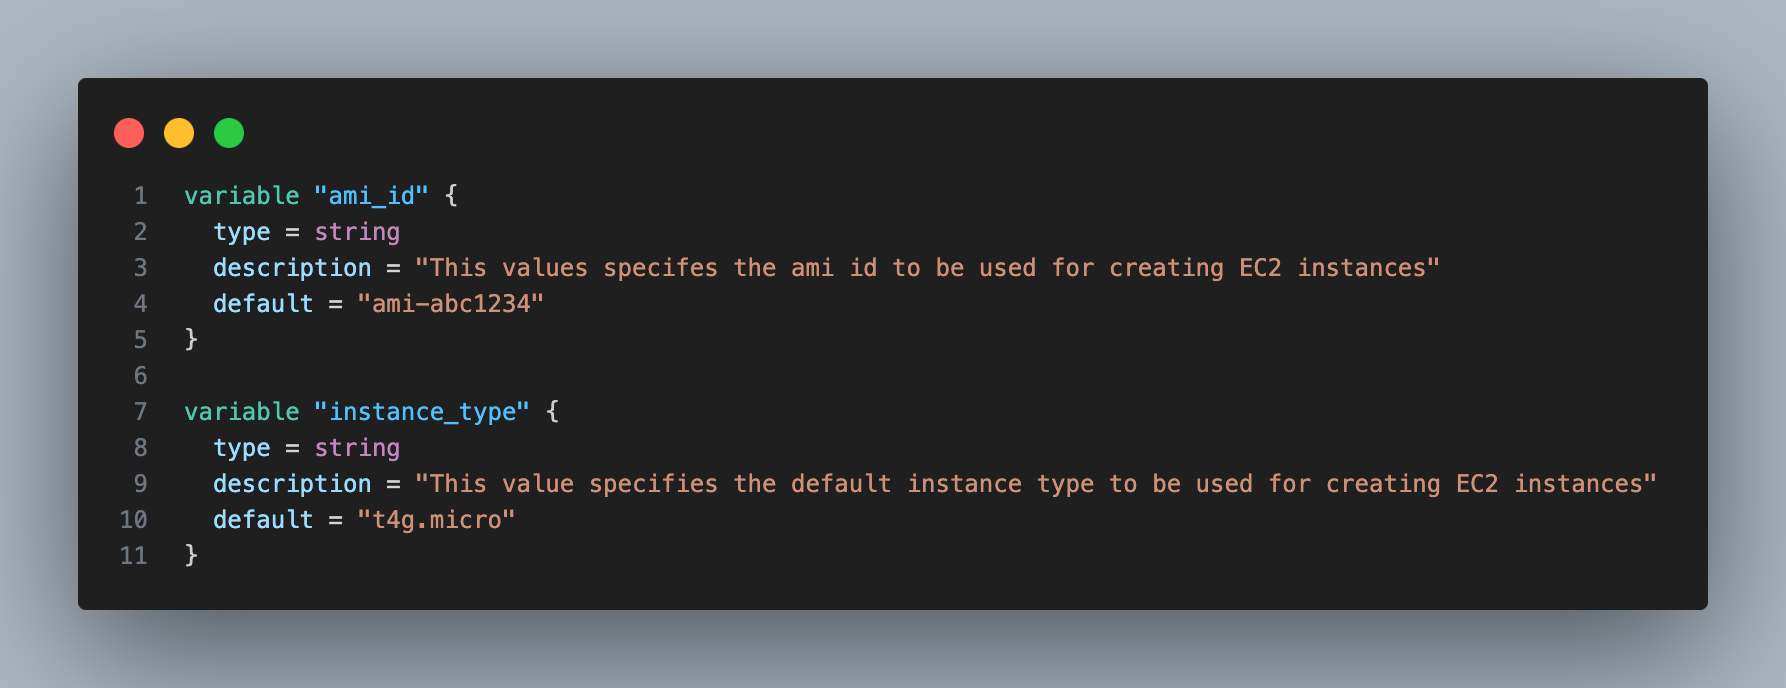 1 variable "ami_id" {
2   type = string
3   description = "This values specifes the ami id to be used for creating EC2 instances"
4   default = "ami-abc1234"
5 }
6
7 variable "instance_type" {
8   type = string
9   description = "This value specifies the default instance type to be used for creating EC2 instances"
10   default = "t4g.micro"
11 }